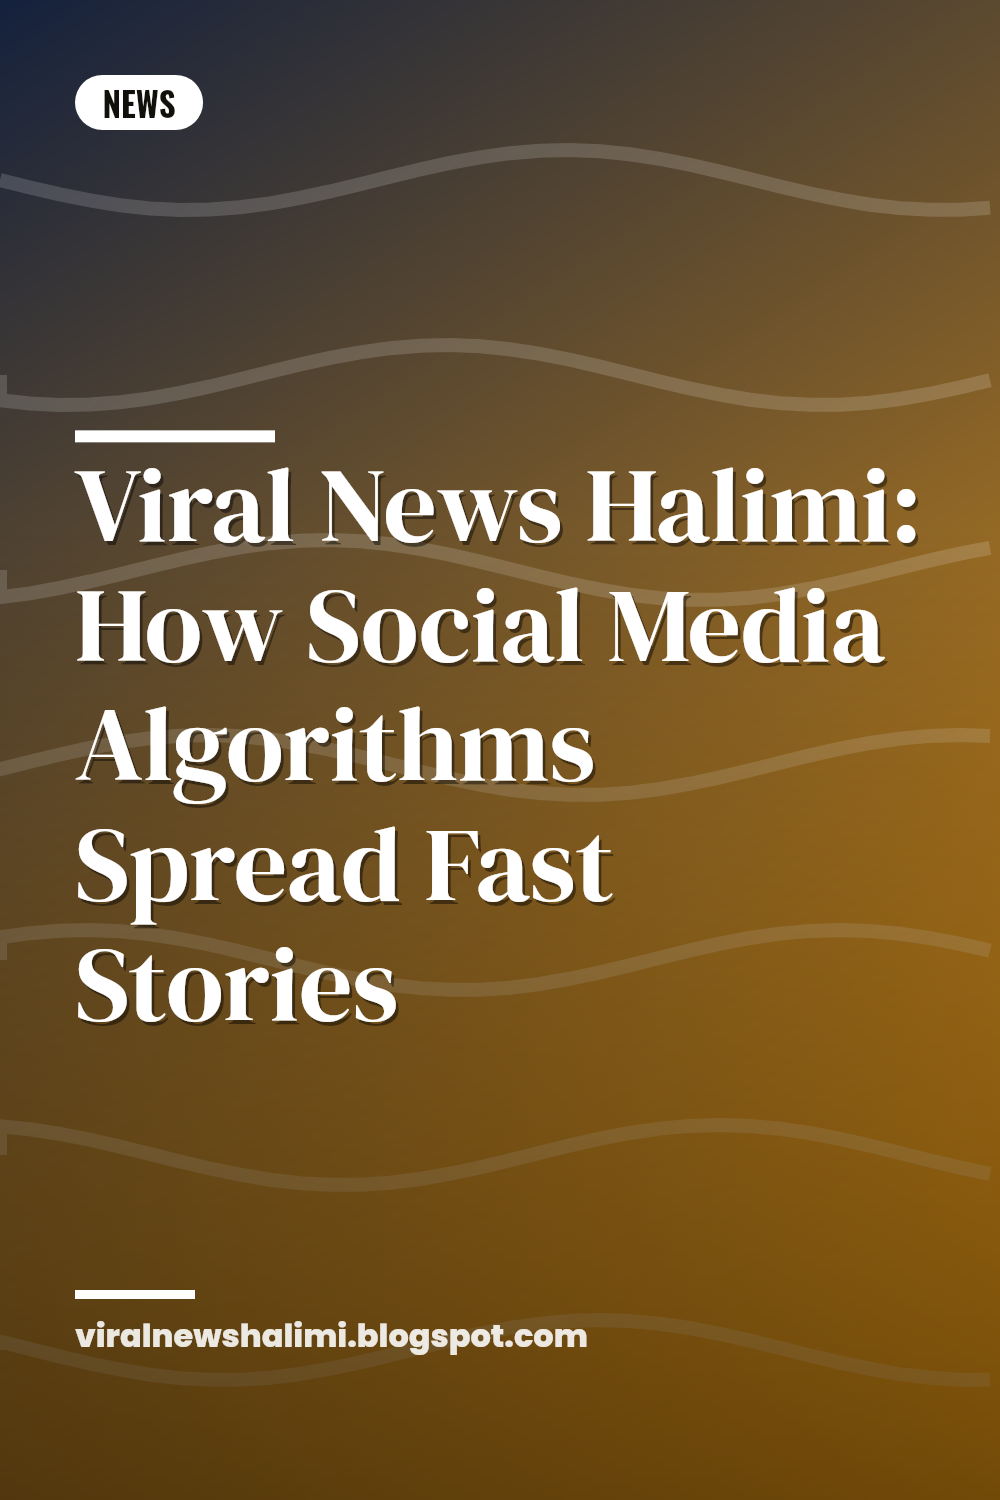 NEWS
Viral News Halimi:
How Social Media
Algorithms
Spread Fast
Stories
viralnewshalimi.blogspot.com